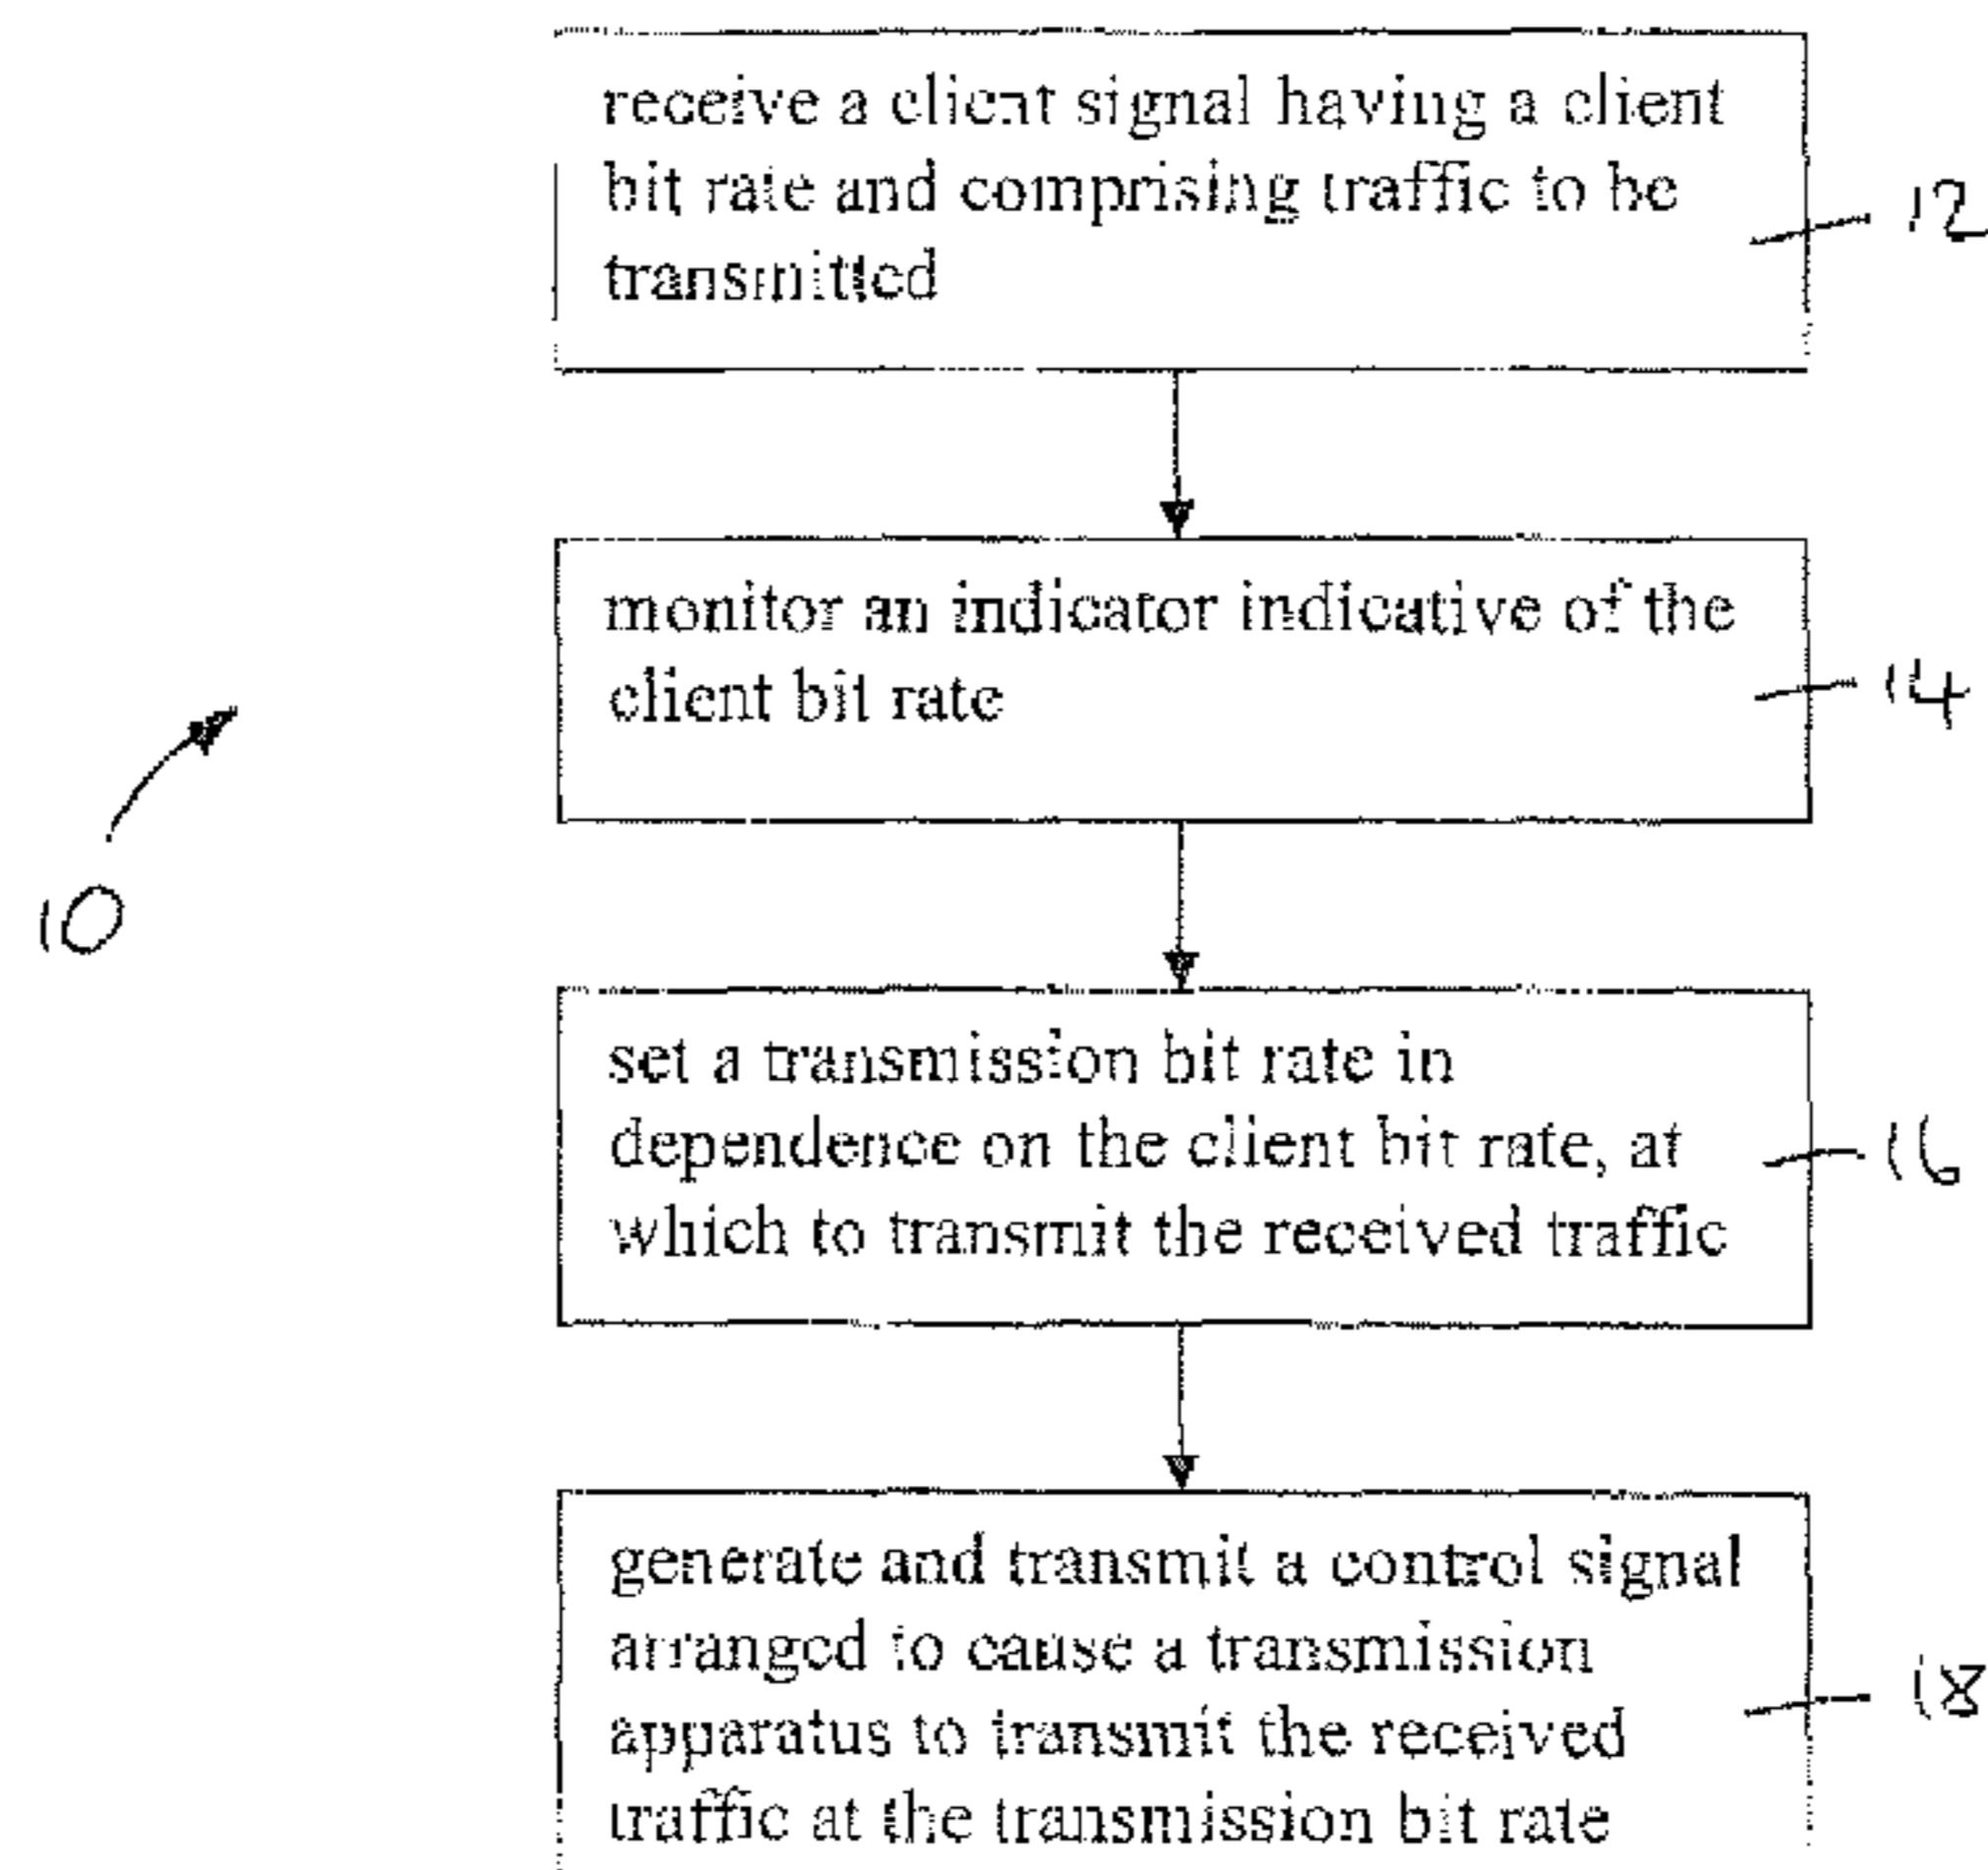 receive a client signal having a client
bit rate and comprising traffic to be
transmitted
12
monitor an indicator indicative of the
client bit rate
14
10
set a transmission bit rate in
dependence on the client bit rate, at
which to transmit the received traffic
16
generate and transmit a control signal
arranged to cause a transmission
apparatus to transmit the received
traffic at the transmission bit rate
18